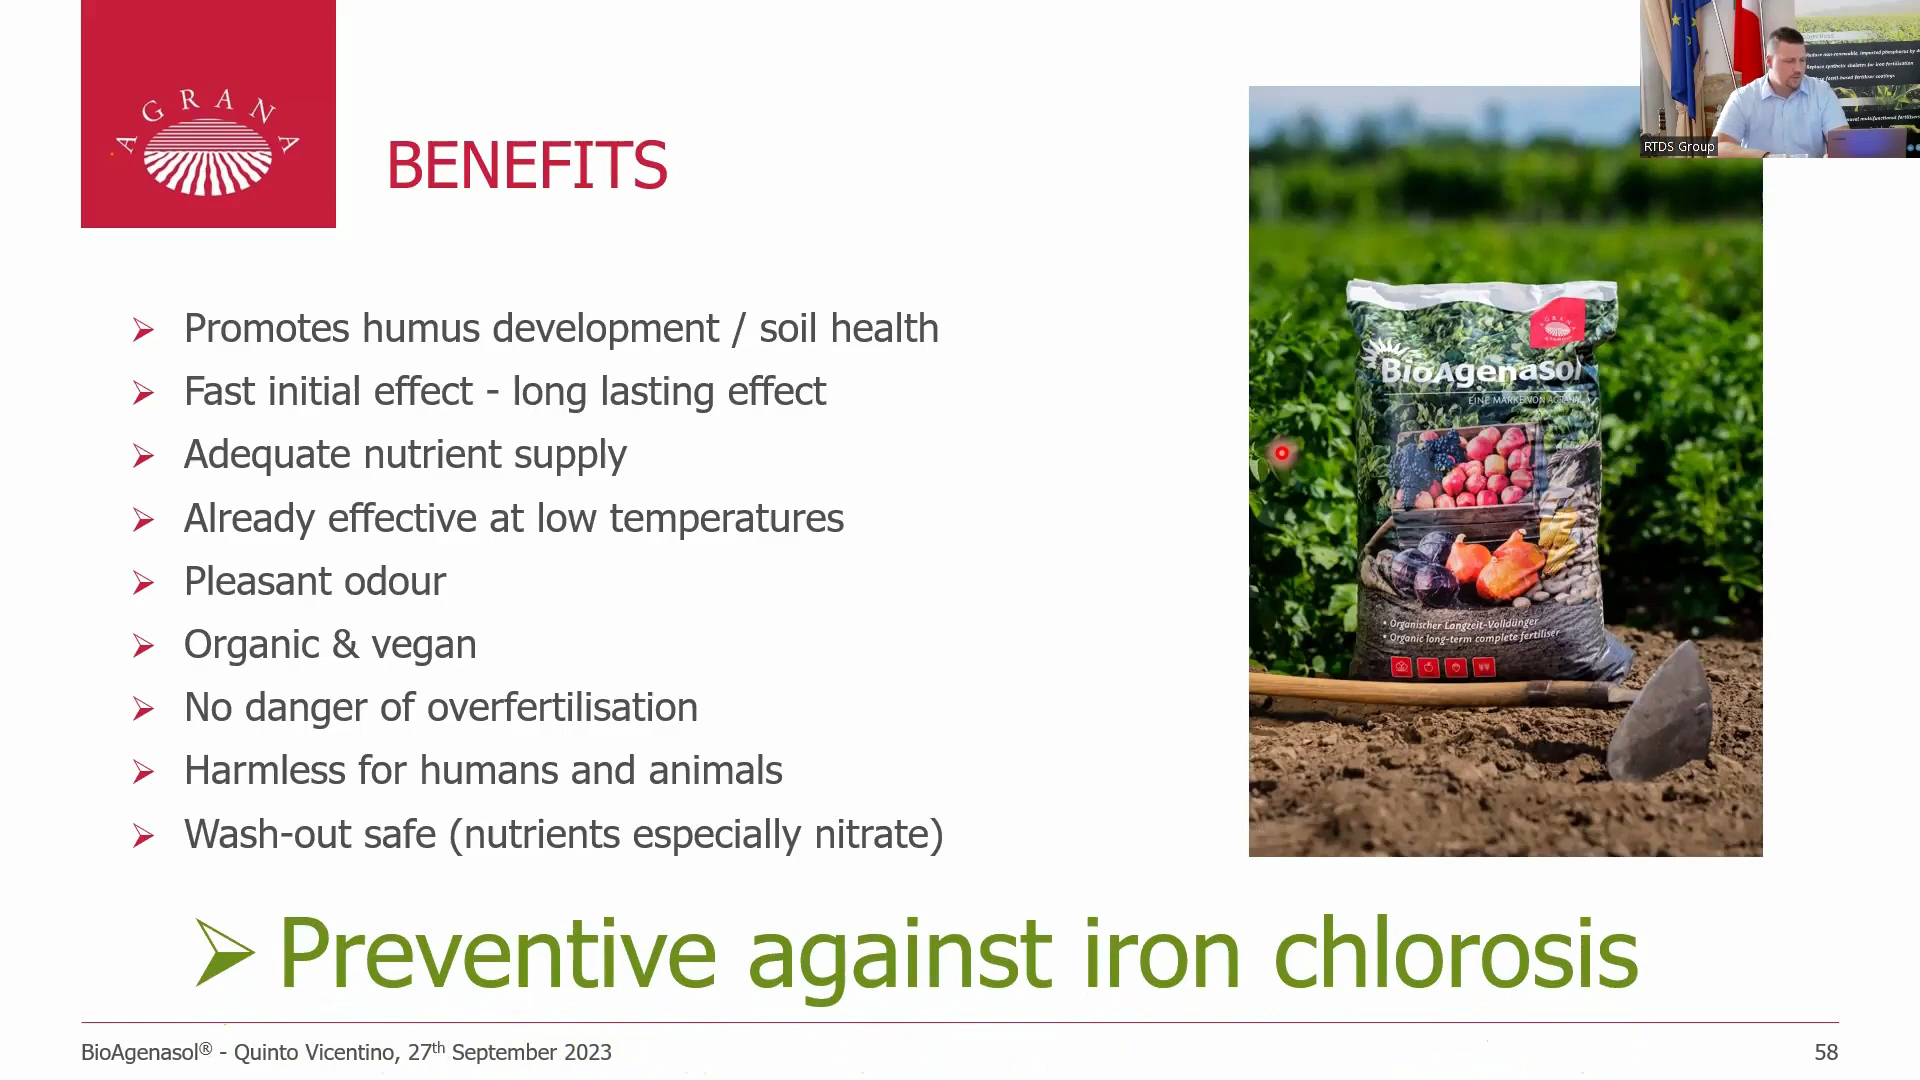 AGRANA
BENEFITS
Promotes humus development / soil health
Fast initial effect - long lasting effect
Adequate nutrient supply
Already effective at low temperatures
Pleasant odour
Organic & vegan
No danger of overfertilisation
Harmless for humans and animals
Wash-out safe (nutrients especially nitrate)
Preventive against iron chlorosis
BioAgenasol® - Quinto Vicentino, 27th September 2023
58
AGRANA
BioAgenasol
EINE MARKE VON AGRANA
• Organischer Langzeit-Volldünger
• Organic long-term complete fertiliser
RTDS Group